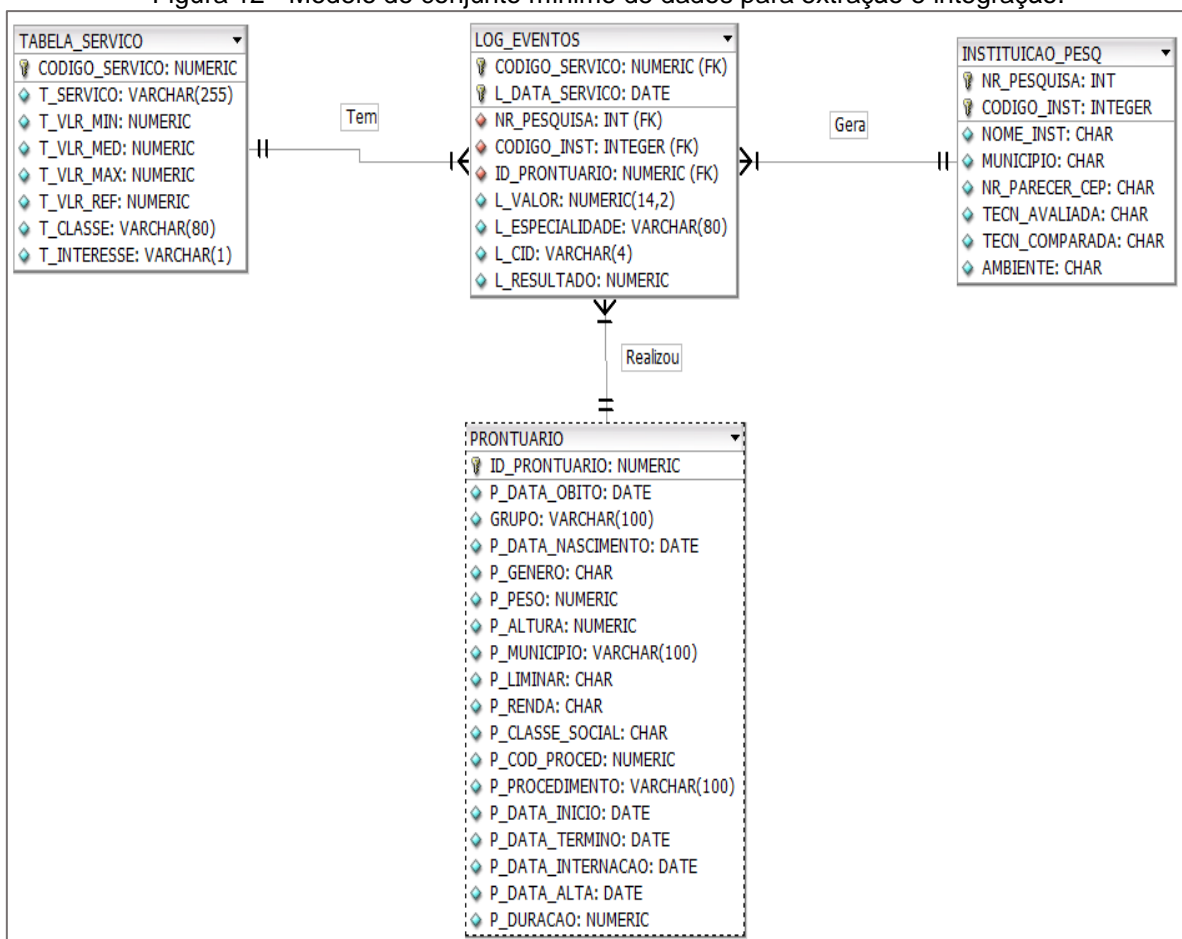 Figura 12 - Modelo do conjunto mínimo de dados para extração e integração.
TABELA_SERVICO
CODIGO_SERVICO: NUMERIC
T_SERVICO: VARCHAR(255)
T_VLR_MIN: NUMERIC
T_VLR_MED: NUMERIC
T_VLR_MAX: NUMERIC
T_VLR_REF: NUMERIC
T_CLASSE: VARCHAR(80)
T_INTERESSE: VARCHAR(1)
Tem
LOG_EVENTOS
CODIGO_SERVICO: NUMERIC (FK)
L_DATA_SERVICO: DATE
NR_PESQUISA: INT (FK)
CODIGO_INST: INTEGER (FK)
ID_PRONTUARIO: NUMERIC (FK)
L_VALOR: NUMERIC(14,2)
L_ESPECIALIDADE: VARCHAR(80)
L_CID: VARCHAR(4)
L_RESULTADO: NUMERIC
Gera
INSTITUICAO_PESQ
NR_PESQUISA: INT
CODIGO_INST: INTEGER
NOME_INST: CHAR
MUNICIPIO: CHAR
NR_PARECER_CEP: CHAR
TECN_AVALIADA: CHAR
TECN_COMPARADA: CHAR
AMBIENTE: CHAR
Realizou
PRONTUARIO
ID_PRONTUARIO: NUMERIC
P_DATA_OBITO: DATE
GRUPO: VARCHAR(100)
P_DATA_NASCIMENTO: DATE
P_GENERO: CHAR
P_PESO: NUMERIC
P_ALTURA: NUMERIC
P_MUNICIPIO: VARCHAR(100)
P_LIMINAR: CHAR
P_RENDA: CHAR
P_CLASSE_SOCIAL: CHAR
P_COD_PROCED: NUMERIC
P_PROCEDIMENTO: VARCHAR(100)
P_DATA_INICIO: DATE
P_DATA_TERMINO: DATE
P_DATA_INTERNACAO: DATE
P_DATA_ALTA: DATE
P_DURACAO: NUMERIC